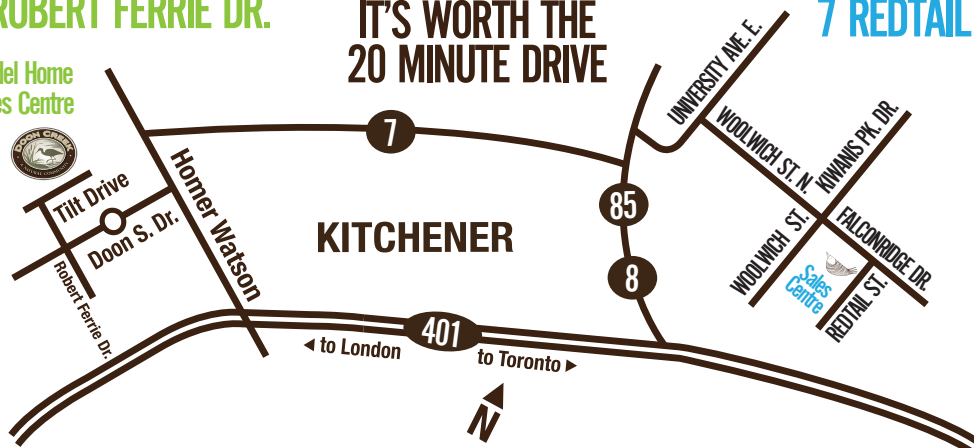 ROBERT FERRIE DR.
IT'S WORTH THE
20 MINUTE DRIVE
7 REDTAIL
Home
Centre
DOON CREEK
Tilt Drive
Doon S. Dr.
Robert Ferrie Dr.
Homer Watson
7
KITCHENER
85
8
401
to London
to Toronto
N
UNIVERSITY AVE. E.
WOOLWICH ST. N.
KIWANIS PK. DR.
WOOLWICH ST.
FALCONRIDGE DR.
Sales
Centre
REDTAIL ST.